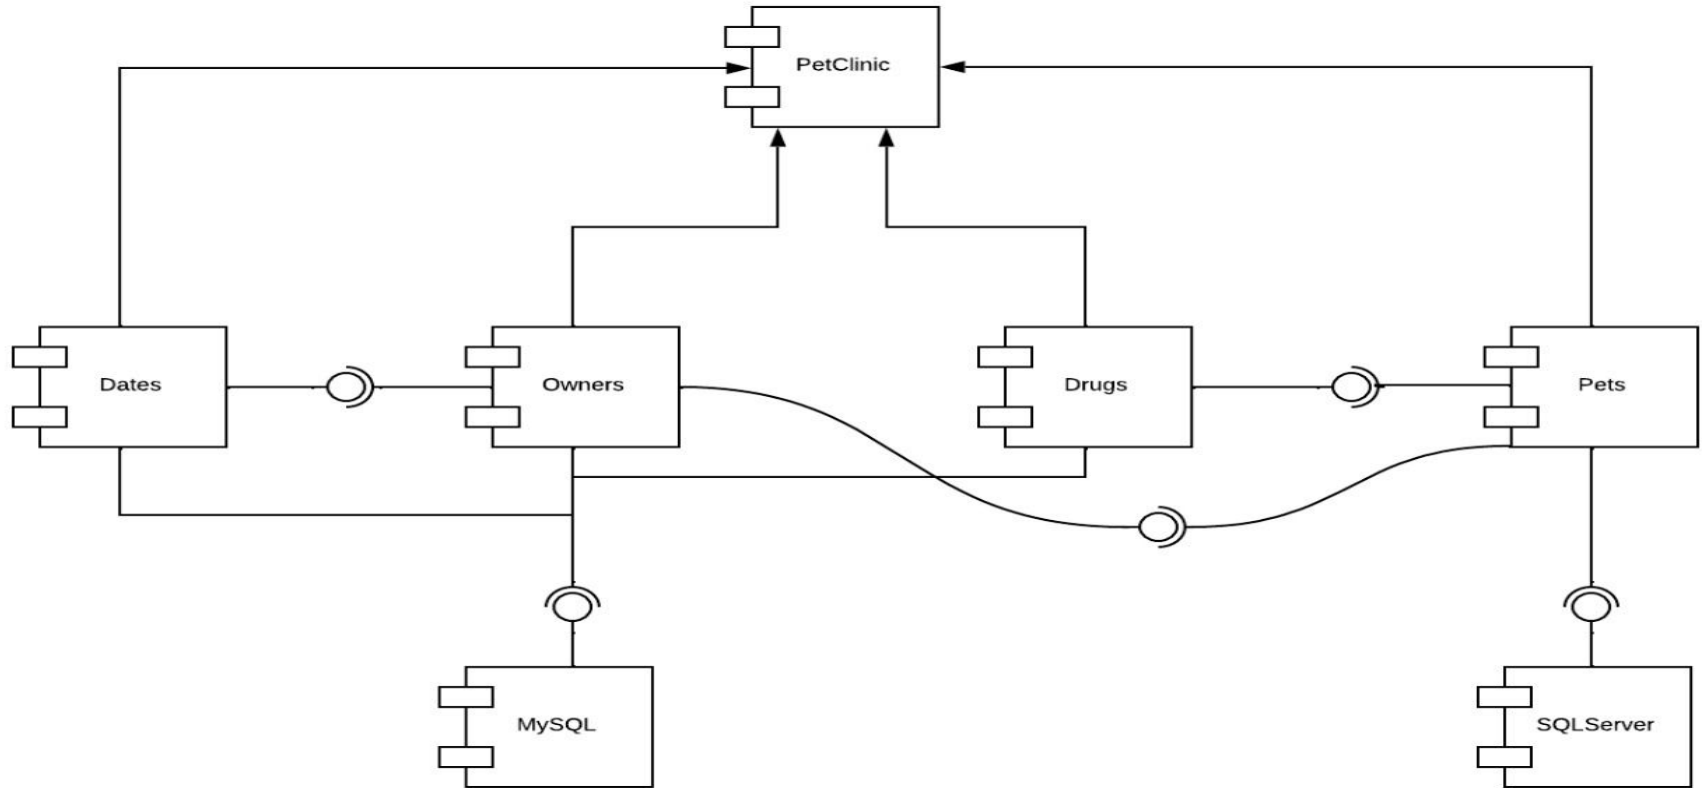 PetClinic
Dates
Owners
Drugs
Pets
MySQL
SQLServer